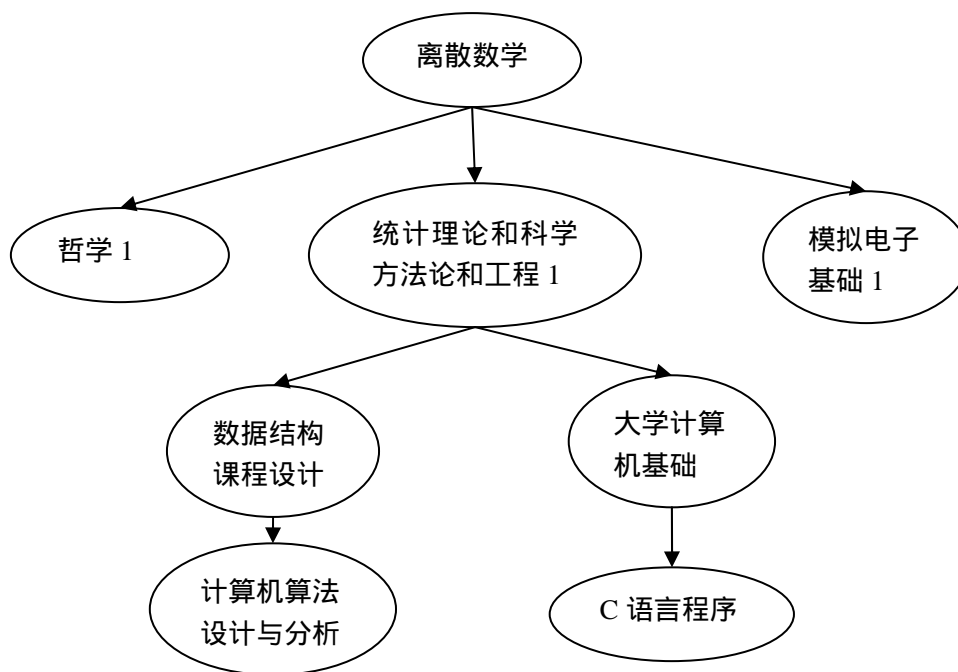 离散数学
哲学 1
统计理论和科学
方法论和工程 1
模拟电子
基础 1
数据结构
课程设计
大学计算
机基础
计算机算法
设计与分析
C 语言程序